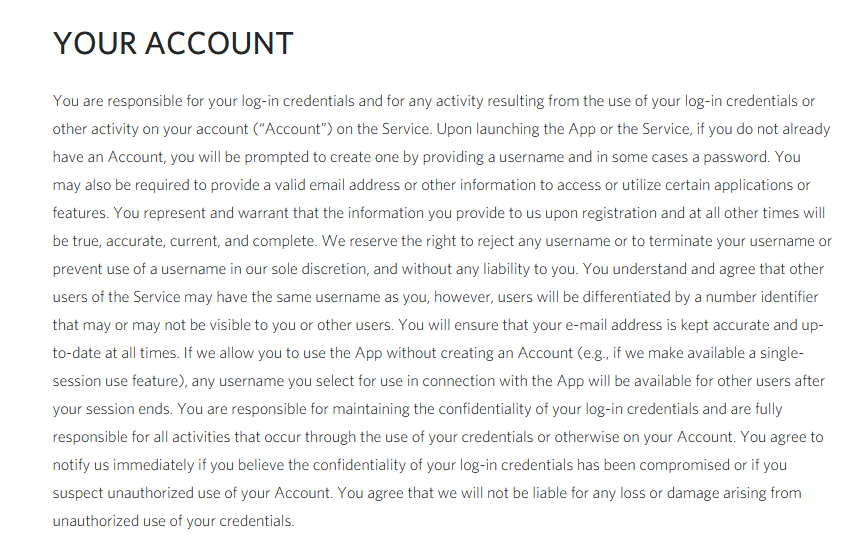 YOUR ACCOUNT
You are responsible for your log-in credentials and for any activity resulting from the use of your log-in credentials or
other activity on your account (“Account”) on the Service. Upon launching the App or the Service, if you do not already
have an Account, you will be prompted to create one by providing a username and in some cases a password. You
may also be required to provide a valid email address or other information to access or utilize certain applications or
features. You represent and warrant that the information you provide to us upon registration and at all other times will
be true, accurate, current, and complete. We reserve the right to reject any username or to terminate your username or
prevent use of a username in our sole discretion, and without any liability to you. You understand and agree that other
users of the Service may have the same username as you, however, users will be differentiated by a number identifier
that may or may not be visible to you or other users. You will ensure that your e-mail address is kept accurate and up-
to-date at all times. If we allow you to use the App without creating an Account (e.g., if we make available a single-
session use feature), any username you select for use in connection with the App will be available for other users after
your session ends. You are responsible for maintaining the confidentiality of your log-in credentials and are fully
responsible for all activities that occur through the use of your credentials or otherwise on your Account. You agree to
notify us immediately if you believe the confidentiality of your log-in credentials has been compromised or if you
suspect unauthorized use of your Account. You agree that we will not be liable for any loss or damage arising from
unauthorized use of your credentials.